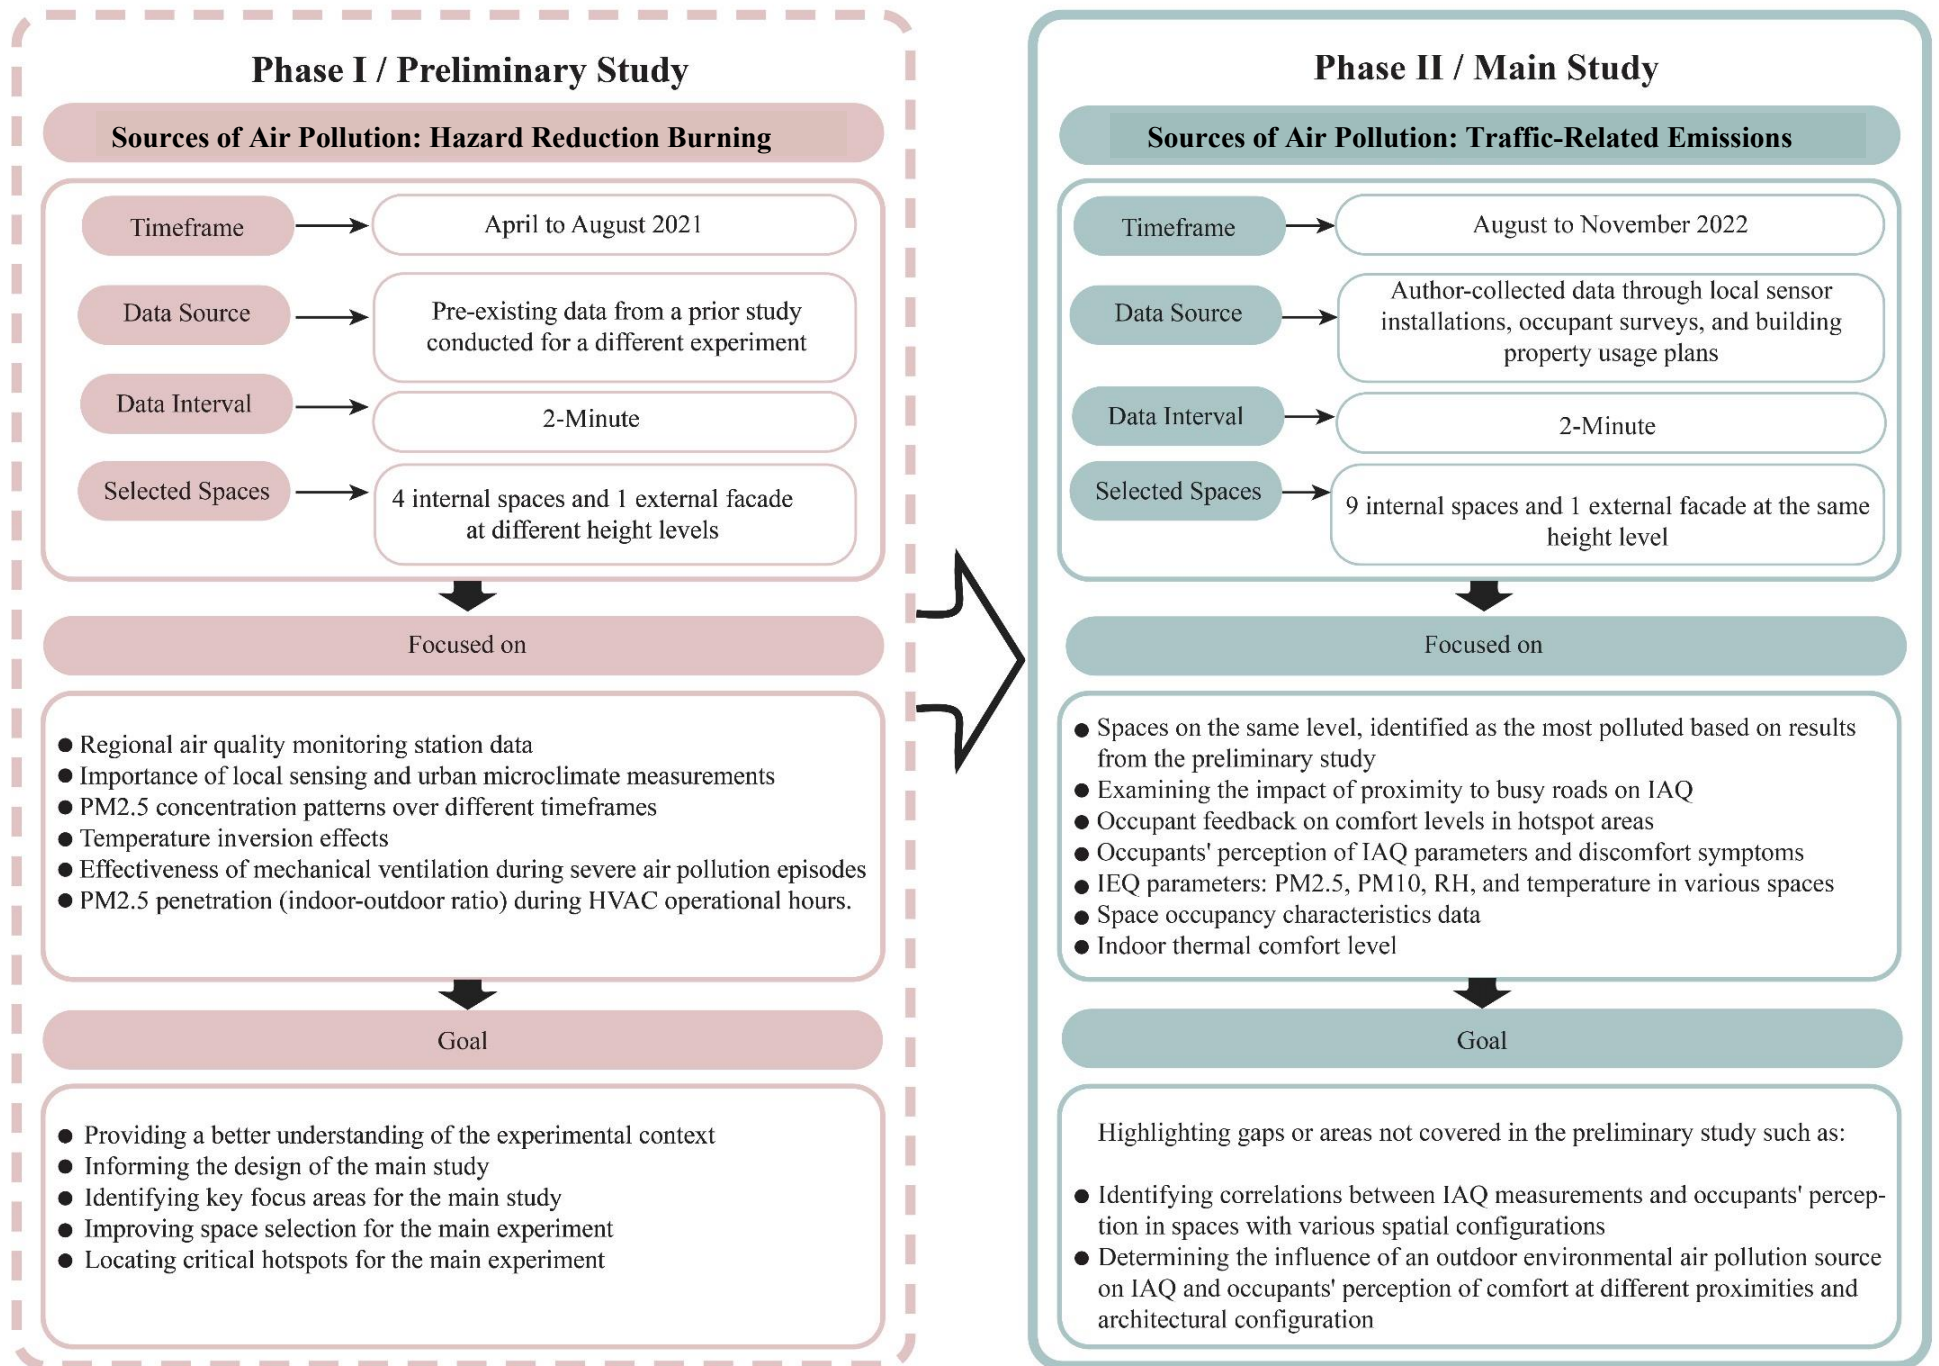 Phase I / Preliminary Study
Sources of Air Pollution: Hazard Reduction Burning
Timeframe
April to August 2021
Data Source
Pre-existing data from a prior study
conducted for a different experiment
Data Interval
2-Minute
Selected Spaces
4 internal spaces and 1 external facade
at different height levels
Focused on
● Regional air quality monitoring station data
● Importance of local sensing and urban microclimate measurements
● PM2.5 concentration patterns over different timeframes
● Temperature inversion effects
● Effectiveness of mechanical ventilation during severe air pollution episodes
● PM2.5 penetration (indoor-outdoor ratio) during HVAC operational hours.
Goal
● Providing a better understanding of the experimental context
● Informing the design of the main study
● Identifying key focus areas for the main study
● Improving space selection for the main experiment
● Locating critical hotspots for the main experiment
Phase II / Main Study
Sources of Air Pollution: Traffic-Related Emissions
Timeframe
August to November 2022
Data Source
Author-collected data through local sensor
installations, occupant surveys, and building
property usage plans
Data Interval
2-Minute
Selected Spaces
9 internal spaces and 1 external facade at the same
height level
Focused on
● Spaces on the same level, identified as the most polluted based on results
from the preliminary study
● Examining the impact of proximity to busy roads on IAQ
● Occupant feedback on comfort levels in hotspot areas
● Occupants' perception of IAQ parameters and discomfort symptoms
● IEQ parameters: PM2.5, PM10, RH, and temperature in various spaces
● Space occupancy characteristics data
● Indoor thermal comfort level
Goal
Highlighting gaps or areas not covered in the preliminary study such as:
● Identifying correlations between IAQ measurements and occupants' percep-
tion in spaces with various spatial configurations
● Determining the influence of an outdoor environmental air pollution source
on IAQ and occupants' perception of comfort at different proximities and
architectural configuration